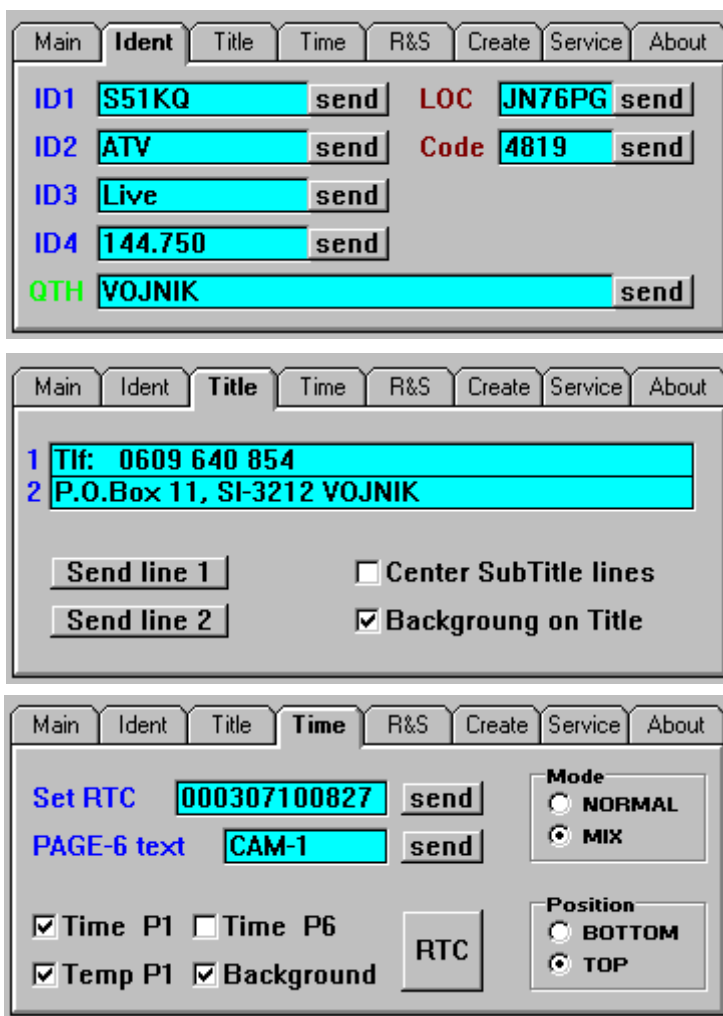 Main Ident Title Time R&S Create Service About
ID1 S51KQ send LOC JN76PG send
ID2 ATV send Code 4819 send
ID3 Live send
ID4 144.750 send
QTH VOJNIK send
Main Ident Title Time R&S Create Service About
1 Tlf: 0609 640 854
2 P.O.Box 11, SI-3212 VOJNIK
Send line 1 Center SubTitle lines
Send line 2 Backgroung on Title
Main Ident Title Time R&S Create Service About
Mode
Set RTC 000307100827 send NORMAL
PAGE-6 text CAM-1 send MIX
Position
Time P1 Time P6 RTC BOTTOM
Temp P1 Background TOP